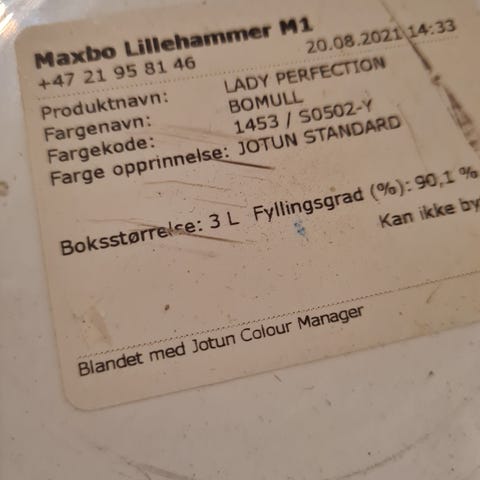 Maxbo Lillehammer M1
+47 21 95 81 46 20.08.2021 14:33
Produktnavn: LADY PERFECTION
Fargenavn: BOMULL
Fargekode: 1453 / S0502-Y
Farge opprinnelse: JOTUN STANDARD
Boksstørrelse: 3 L Fyllingsgrad (%): 90,1 %
Kan ikke by
Blandet med Jotun Colour Manager